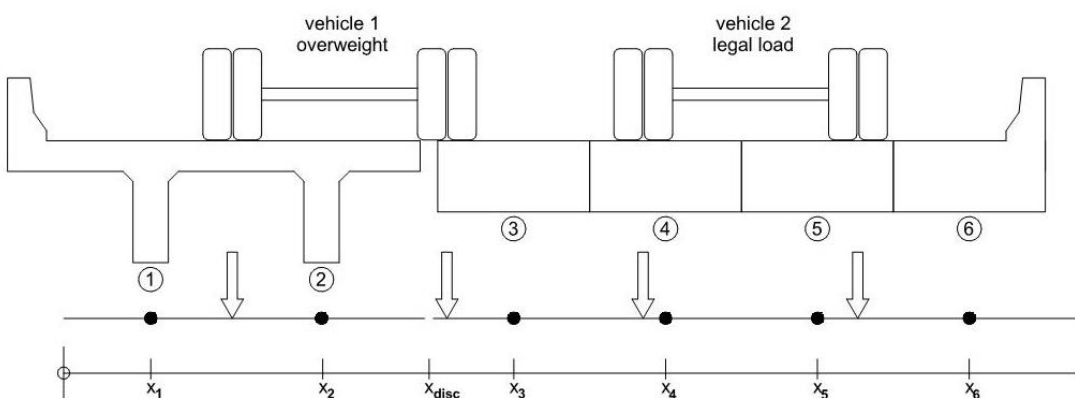 vehicle 1
overweight
vehicle 2
legal load
3 4 5 6
1 2
x1 x2 xdisc x3 x4 x5 x6